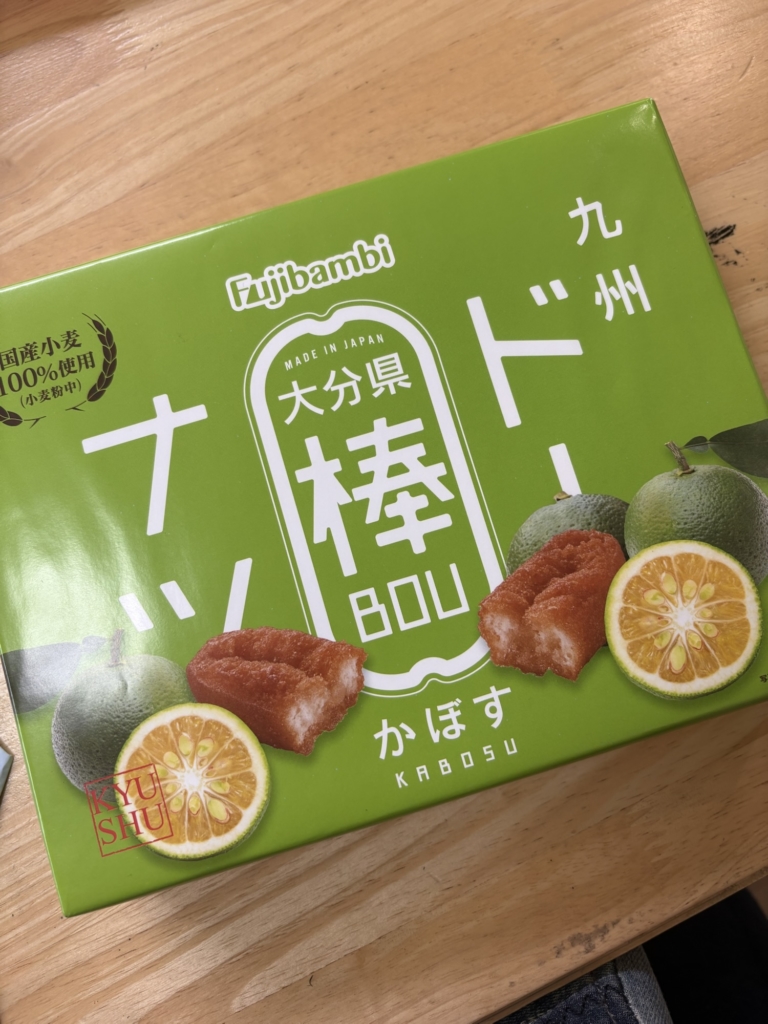 Fujibambi
九州
ドー
ナツ
MADE IN JAPAN
大分県
棒
BOU
かぼす
KABOSU
国産小麦
100%使用
(小麦粉中)
KYU
SHU